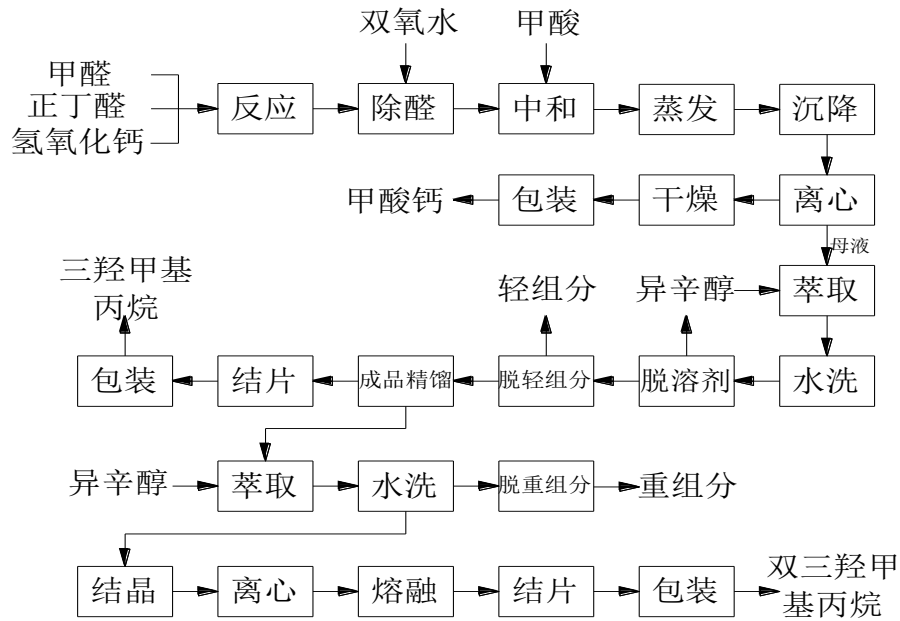 双氧水
甲酸
甲醛
正丁醛
氢氧化钙
反应
除醛
中和
蒸发
沉降
甲酸钙
包装
干燥
离心
母液
三羟甲基
丙烷
轻组分
异辛醇
萃取
包装
结片
成品精馏
脱轻组分
脱溶剂
水洗
异辛醇
萃取
水洗
脱重组分
重组分
结晶
离心
熔融
结片
包装
双三羟甲
基丙烷